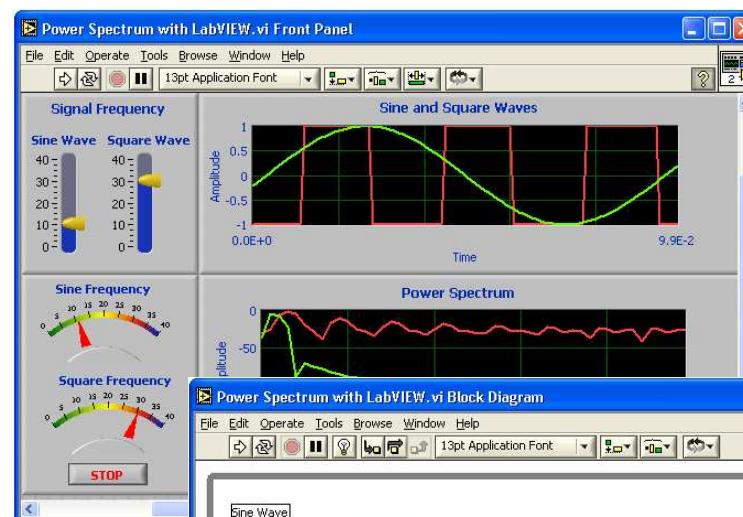 Power Spectrum with LabVIEW.vi Front Panel
File Edit Operate Tools Browse Window Help
13pt Application Font
2
Signal Frequency
Sine Wave Square Wave
40 40
30 30
20 20
10 10
0 0
Sine and Square Waves
Amplitude
1
0.5
0
-0.5
-1
0.0E+0 9.9E-2
Time
Sine Frequency
0 5 10 15 20 25 30 35 40
Square Frequency
0 5 10 15 20 25 30 35 40
STOP
Power Spectrum
0
-50
Power Spectrum with LabVIEW.vi Block Diagram
File Edit Operate Tools Browse Window Help
13pt Application Font
Sine Wave